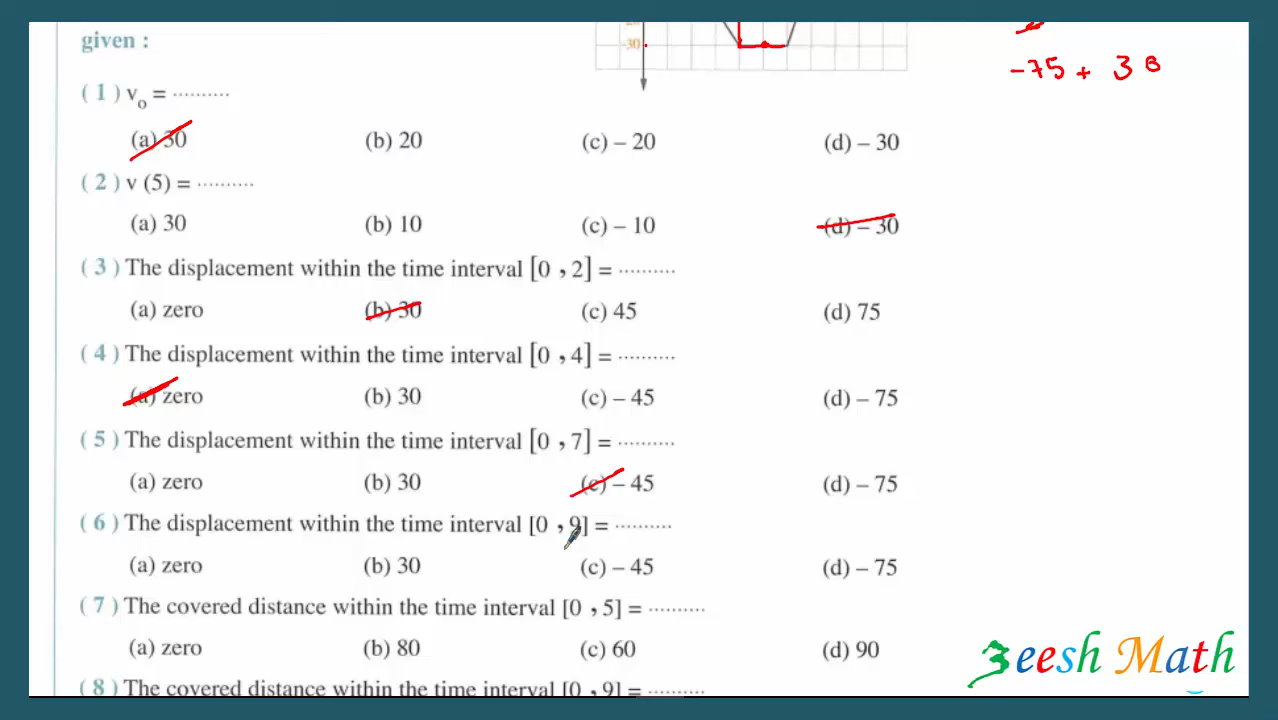 given :
-30
-75 + 30
( 1 ) v₀ = ..........
(a) 30 (b) 20 (c) – 20 (d) – 30
( 2 ) v (5) = ..........
(a) 30 (b) 10 (c) – 10 (d) – 30
( 3 ) The displacement within the time interval [0 , 2] = ..........
(a) zero (b) 30 (c) 45 (d) 75
( 4 ) The displacement within the time interval [0 , 4] = ..........
(a) zero (b) 30 (c) – 45 (d) – 75
( 5 ) The displacement within the time interval [0 , 7] = ..........
(a) zero (b) 30 (c) – 45 (d) – 75
( 6 ) The displacement within the time interval [0 , 9] = ..........
(a) zero (b) 30 (c) – 45 (d) – 75
( 7 ) The covered distance within the time interval [0 , 5] = ..........
(a) zero (b) 80 (c) 60 (d) 90
3eesh Math
( 8 ) The covered distance within the time interval [0 , 9] = ..........